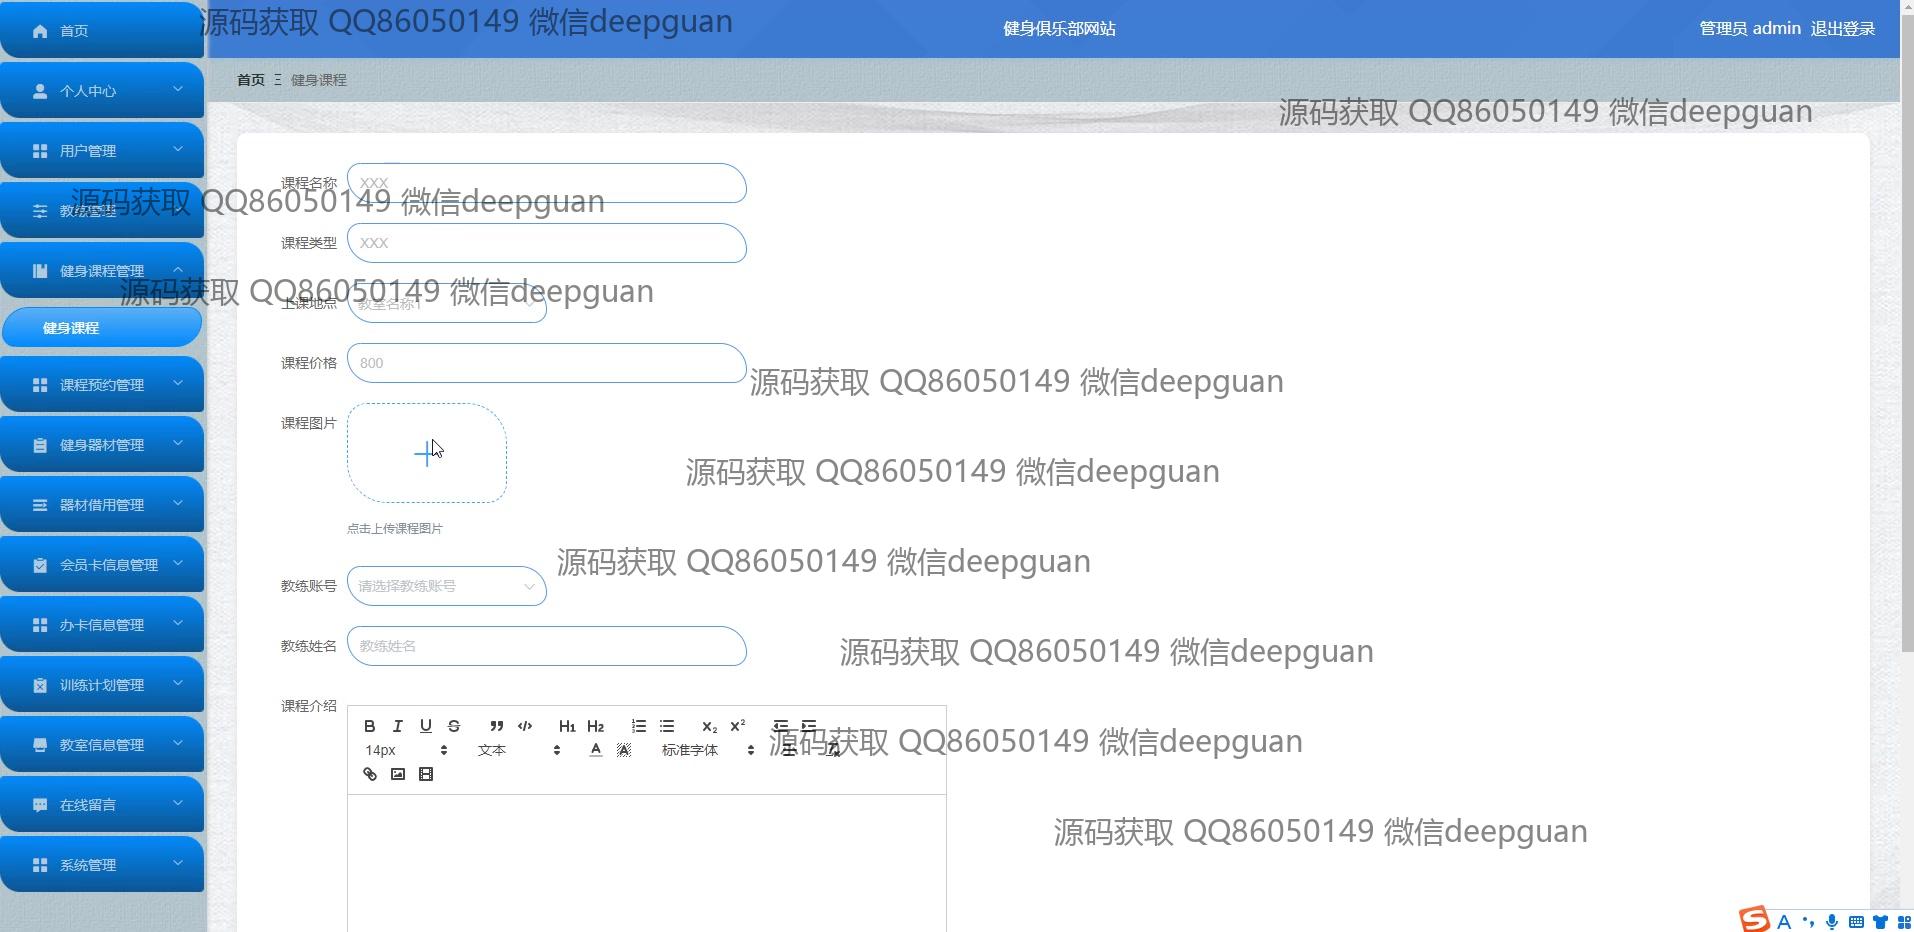 首页
源码获取 QQ86050149 微信deepguan
健身俱乐部网站
管理员 admin 退出登录
个人中心
首页 Ξ 健身课程
源码获取 QQ86050149 微信deepguan
用户管理
课程名称 XXX
教练管理
源码获取 QQ86050149 微信deepguan
课程类型 XXX
健身课程管理
源码获取 QQ86050149 微信deepguan
上课地点 教室名称1
健身课程
课程价格 800
源码获取 QQ86050149 微信deepguan
课程预约管理
课程图片
健身器材管理
源码获取 QQ86050149 微信deepguan
器材借用管理
点击上传课程图片
会员卡信息管理
源码获取 QQ86050149 微信deepguan
教练账号 请选择教练账号
办卡信息管理
教练姓名 教练姓名
源码获取 QQ86050149 微信deepguan
训练计划管理
课程介绍
B I U S H1 H2 X2 X2
教室信息管理
14px 文本 A A 标准字体
源码获取 QQ86050149 微信deepguan
在线留言
源码获取 QQ86050149 微信deepguan
系统管理
S A